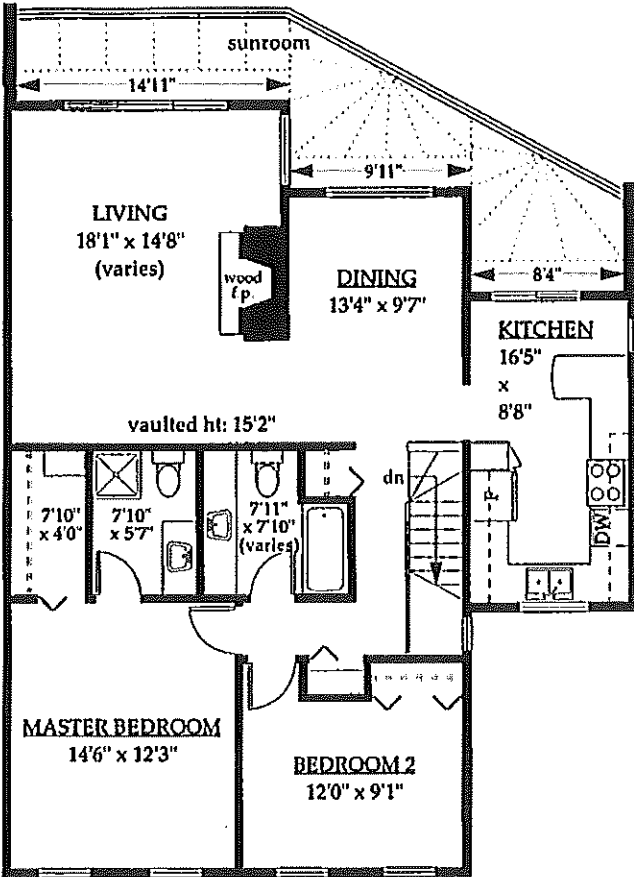 sunroom
14'11"
9'11"
8'4"
LIVING
18'1" x 14'8"
(varies)
wood
f.p.
DINING
13'4" x 9'7"
KITCHEN
16'5"
x
8'8"
vaulted ht: 15'2"
dn
7'10"
x 4'0"
7'10"
x 5'7"
7'11"
x 7'10"
(varies)
DW
MASTER BEDROOM
14'6" x 12'3"
BEDROOM 2
12'0" x 9'1"